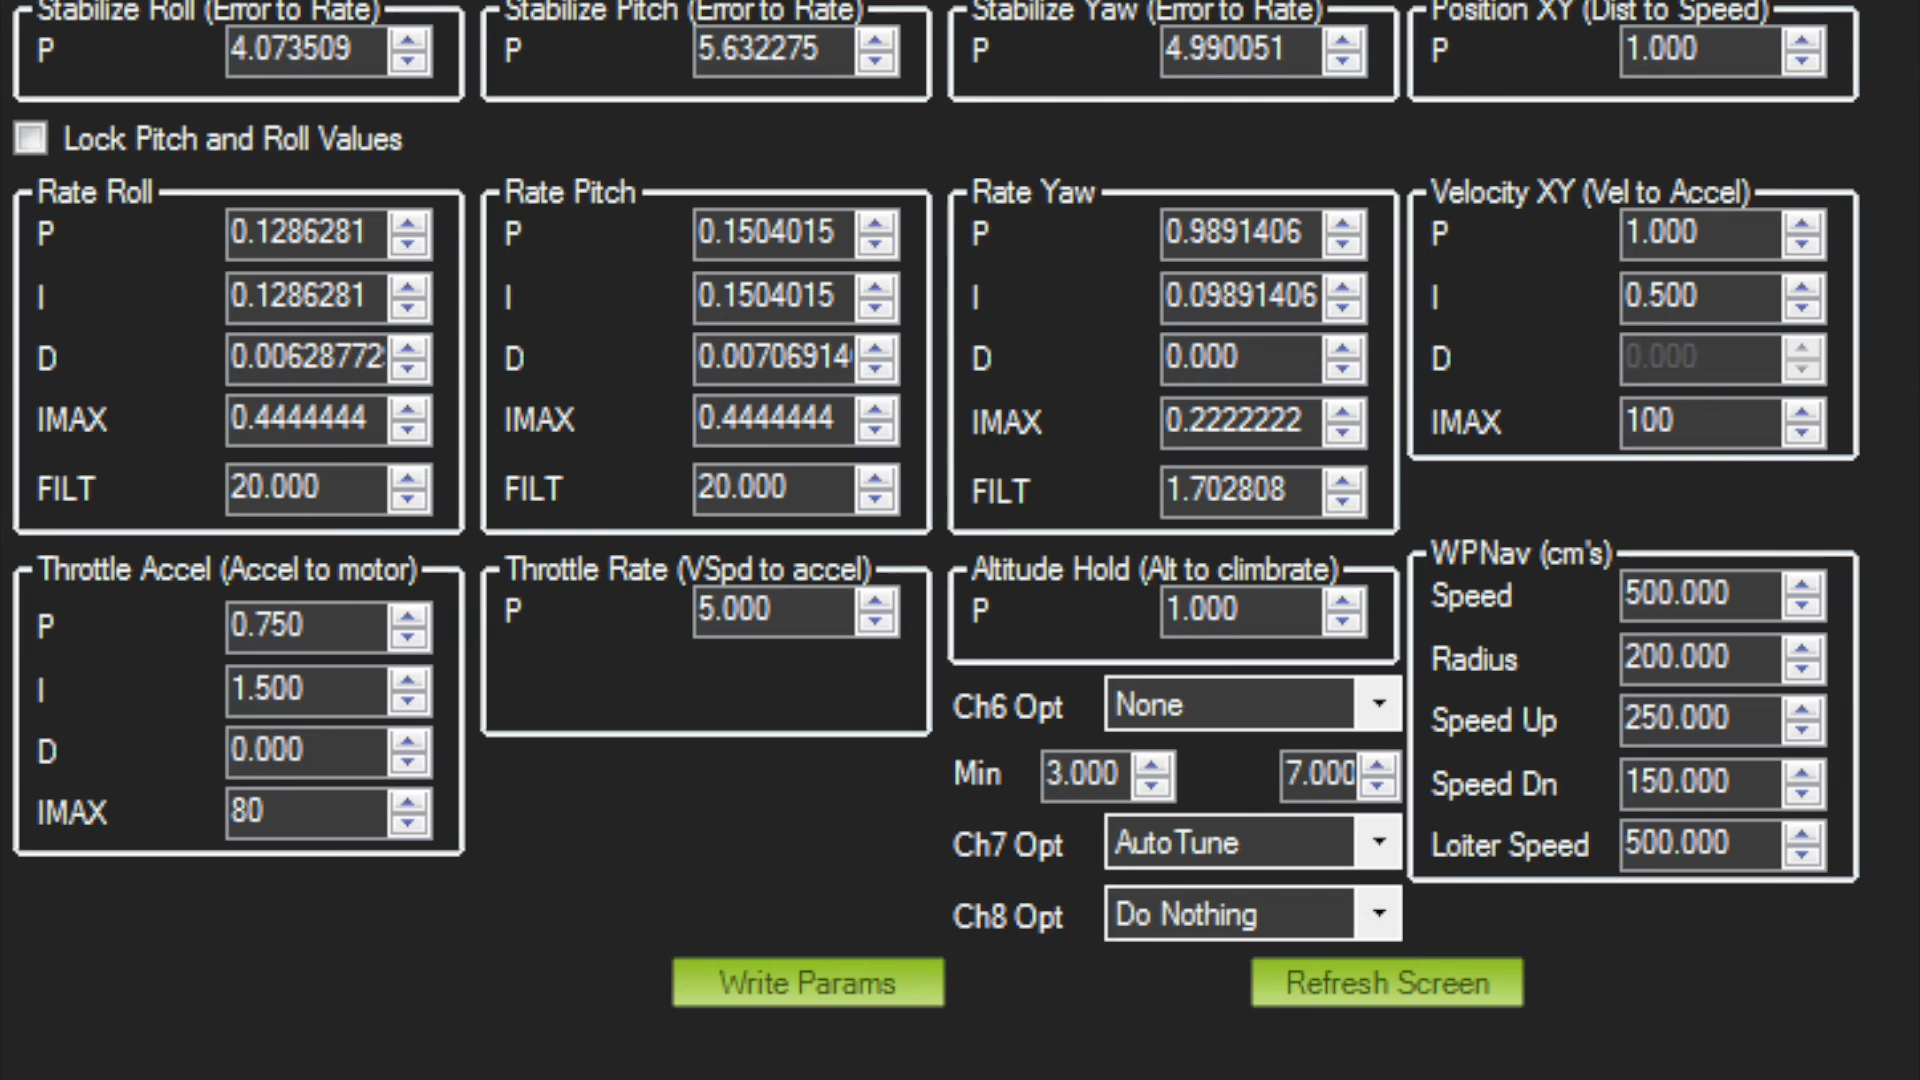 Stabilize Roll (Error to Rate)
P 4.073509
Stabilize Pitch (Error to Rate)
P 5.632275
Stabilize Yaw (Error to Rate)
P 4.990051
Position XY (Dist to Speed)
P 1.000
Lock Pitch and Roll Values
Rate Roll
P 0.1286281
I 0.1286281
D 0.00628772
IMAX 0.4444444
FILT 20.000
Rate Pitch
P 0.1504015
I 0.1504015
D 0.00706914
IMAX 0.4444444
FILT 20.000
Rate Yaw
P 0.9891406
I 0.09891406
D 0.000
IMAX 0.2222222
FILT 1.702808
Velocity XY (Vel to Accel)
P 1.000
I 0.500
D 0.000
IMAX 100
Throttle Accel (Accel to motor)
P 0.750
I 1.500
D 0.000
IMAX 80
Throttle Rate (VSpd to accel)
P 5.000
Altitude Hold (Alt to climbrate)
P 1.000
Ch6 Opt None
Min 3.000 7.000
Ch7 Opt AutoTune
Ch8 Opt Do Nothing
WPNav (cm's)
Speed 500.000
Radius 200.000
Speed Up 250.000
Speed Dn 150.000
Loiter Speed 500.000
Write Params
Refresh Screen